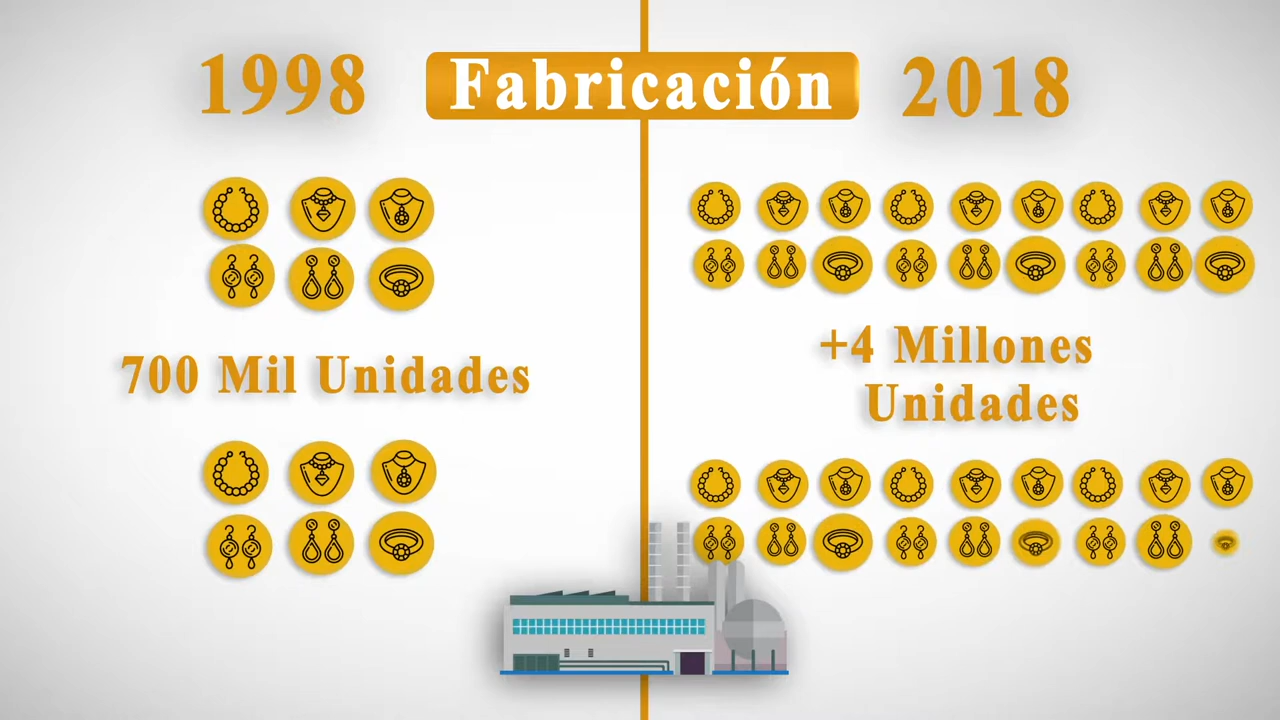 1998
Fabricación
2018
700 Mil Unidades
+4 Millones
Unidades